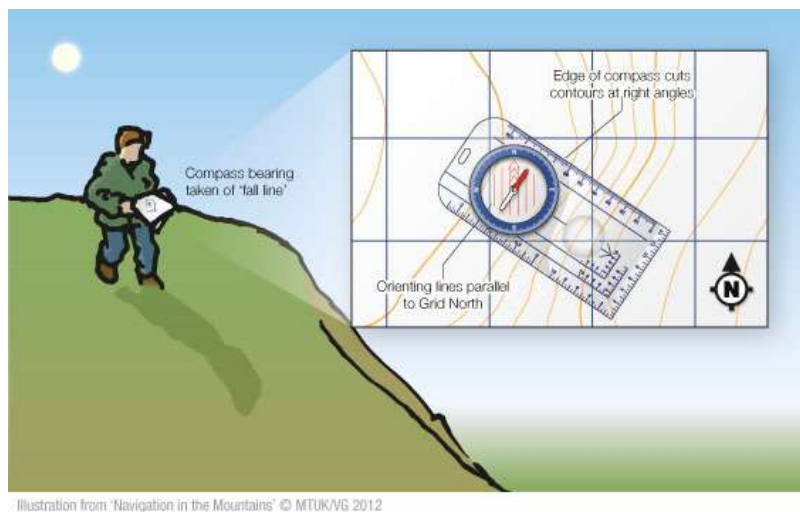 Compass bearing
taken of 'fall line'
Edge of compass cuts
contours at right angles
Orienting lines parallel
to Grid North
N
Illustration from 'Navigation in the Mountains' © MTUK/VG 2012